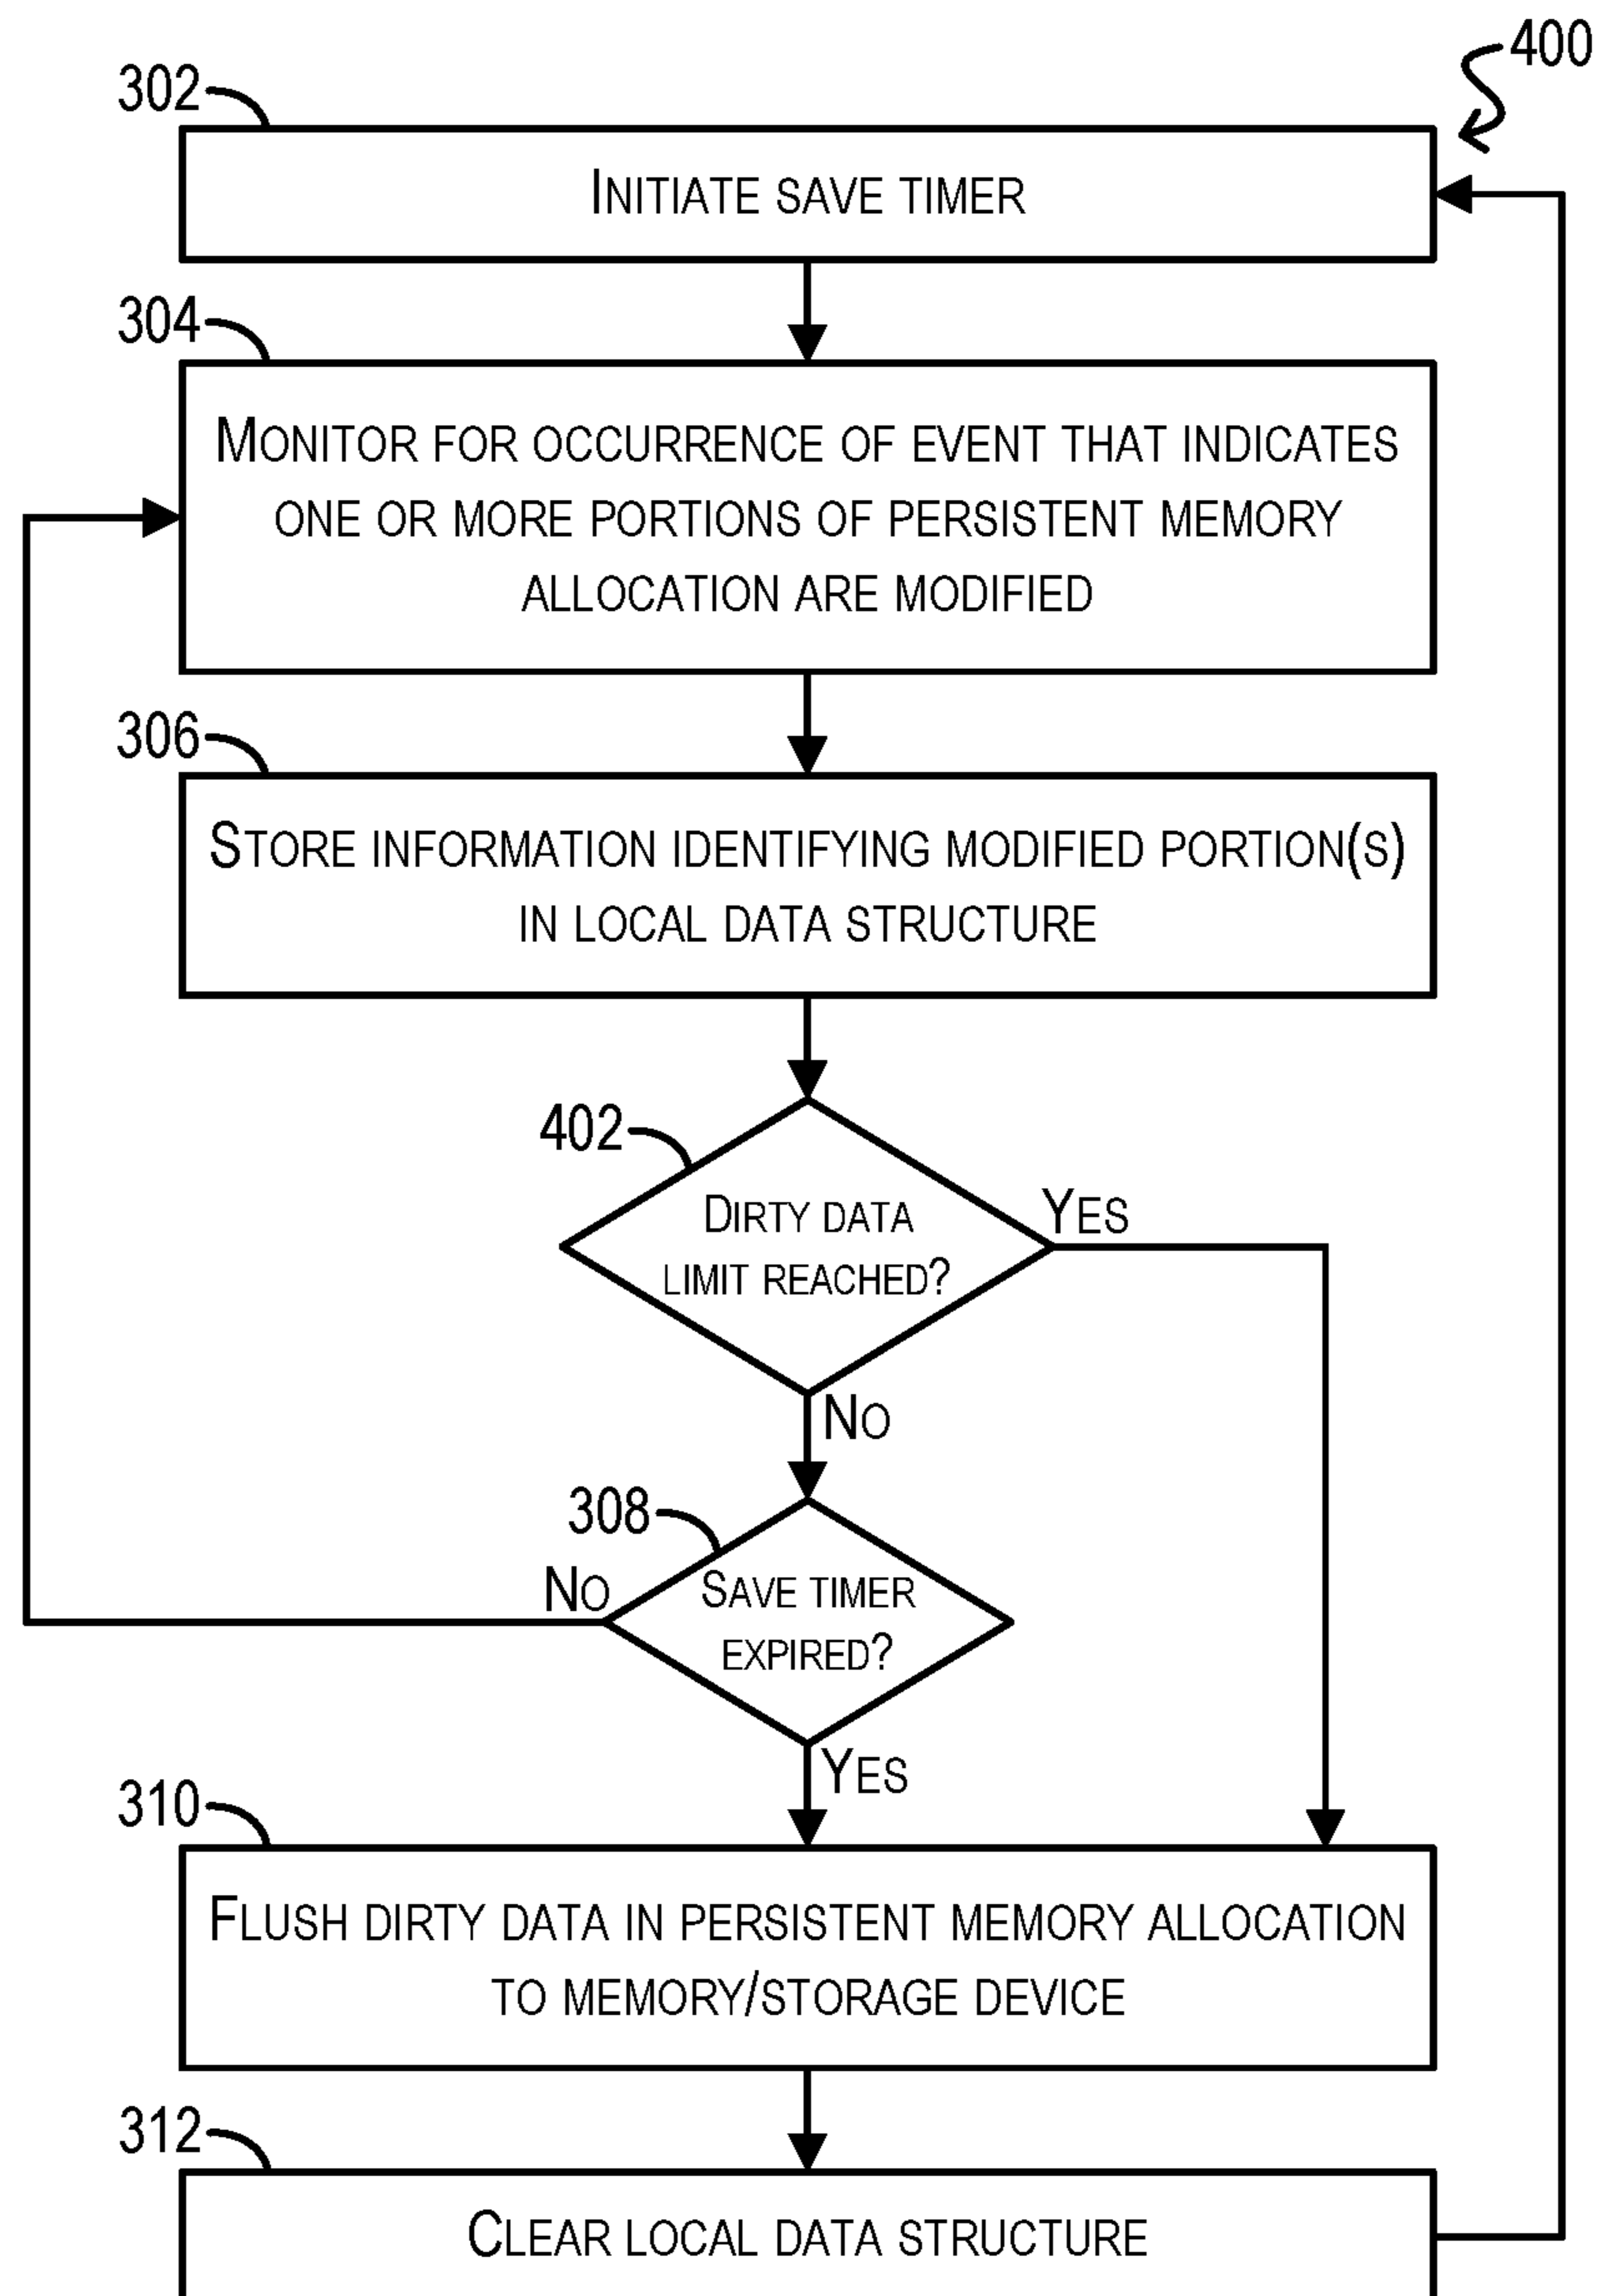 400
302
INITIATE SAVE TIMER
304
MONITOR FOR OCCURRENCE OF EVENT THAT INDICATES
ONE OR MORE PORTIONS OF PERSISTENT MEMORY
ALLOCATION ARE MODIFIED
306
STORE INFORMATION IDENTIFYING MODIFIED PORTION(S)
IN LOCAL DATA STRUCTURE
402
DIRTY DATA
LIMIT REACHED?
YES
NO
308
SAVE TIMER
EXPIRED?
NO
YES
310
FLUSH DIRTY DATA IN PERSISTENT MEMORY ALLOCATION
TO MEMORY/STORAGE DEVICE
312
CLEAR LOCAL DATA STRUCTURE